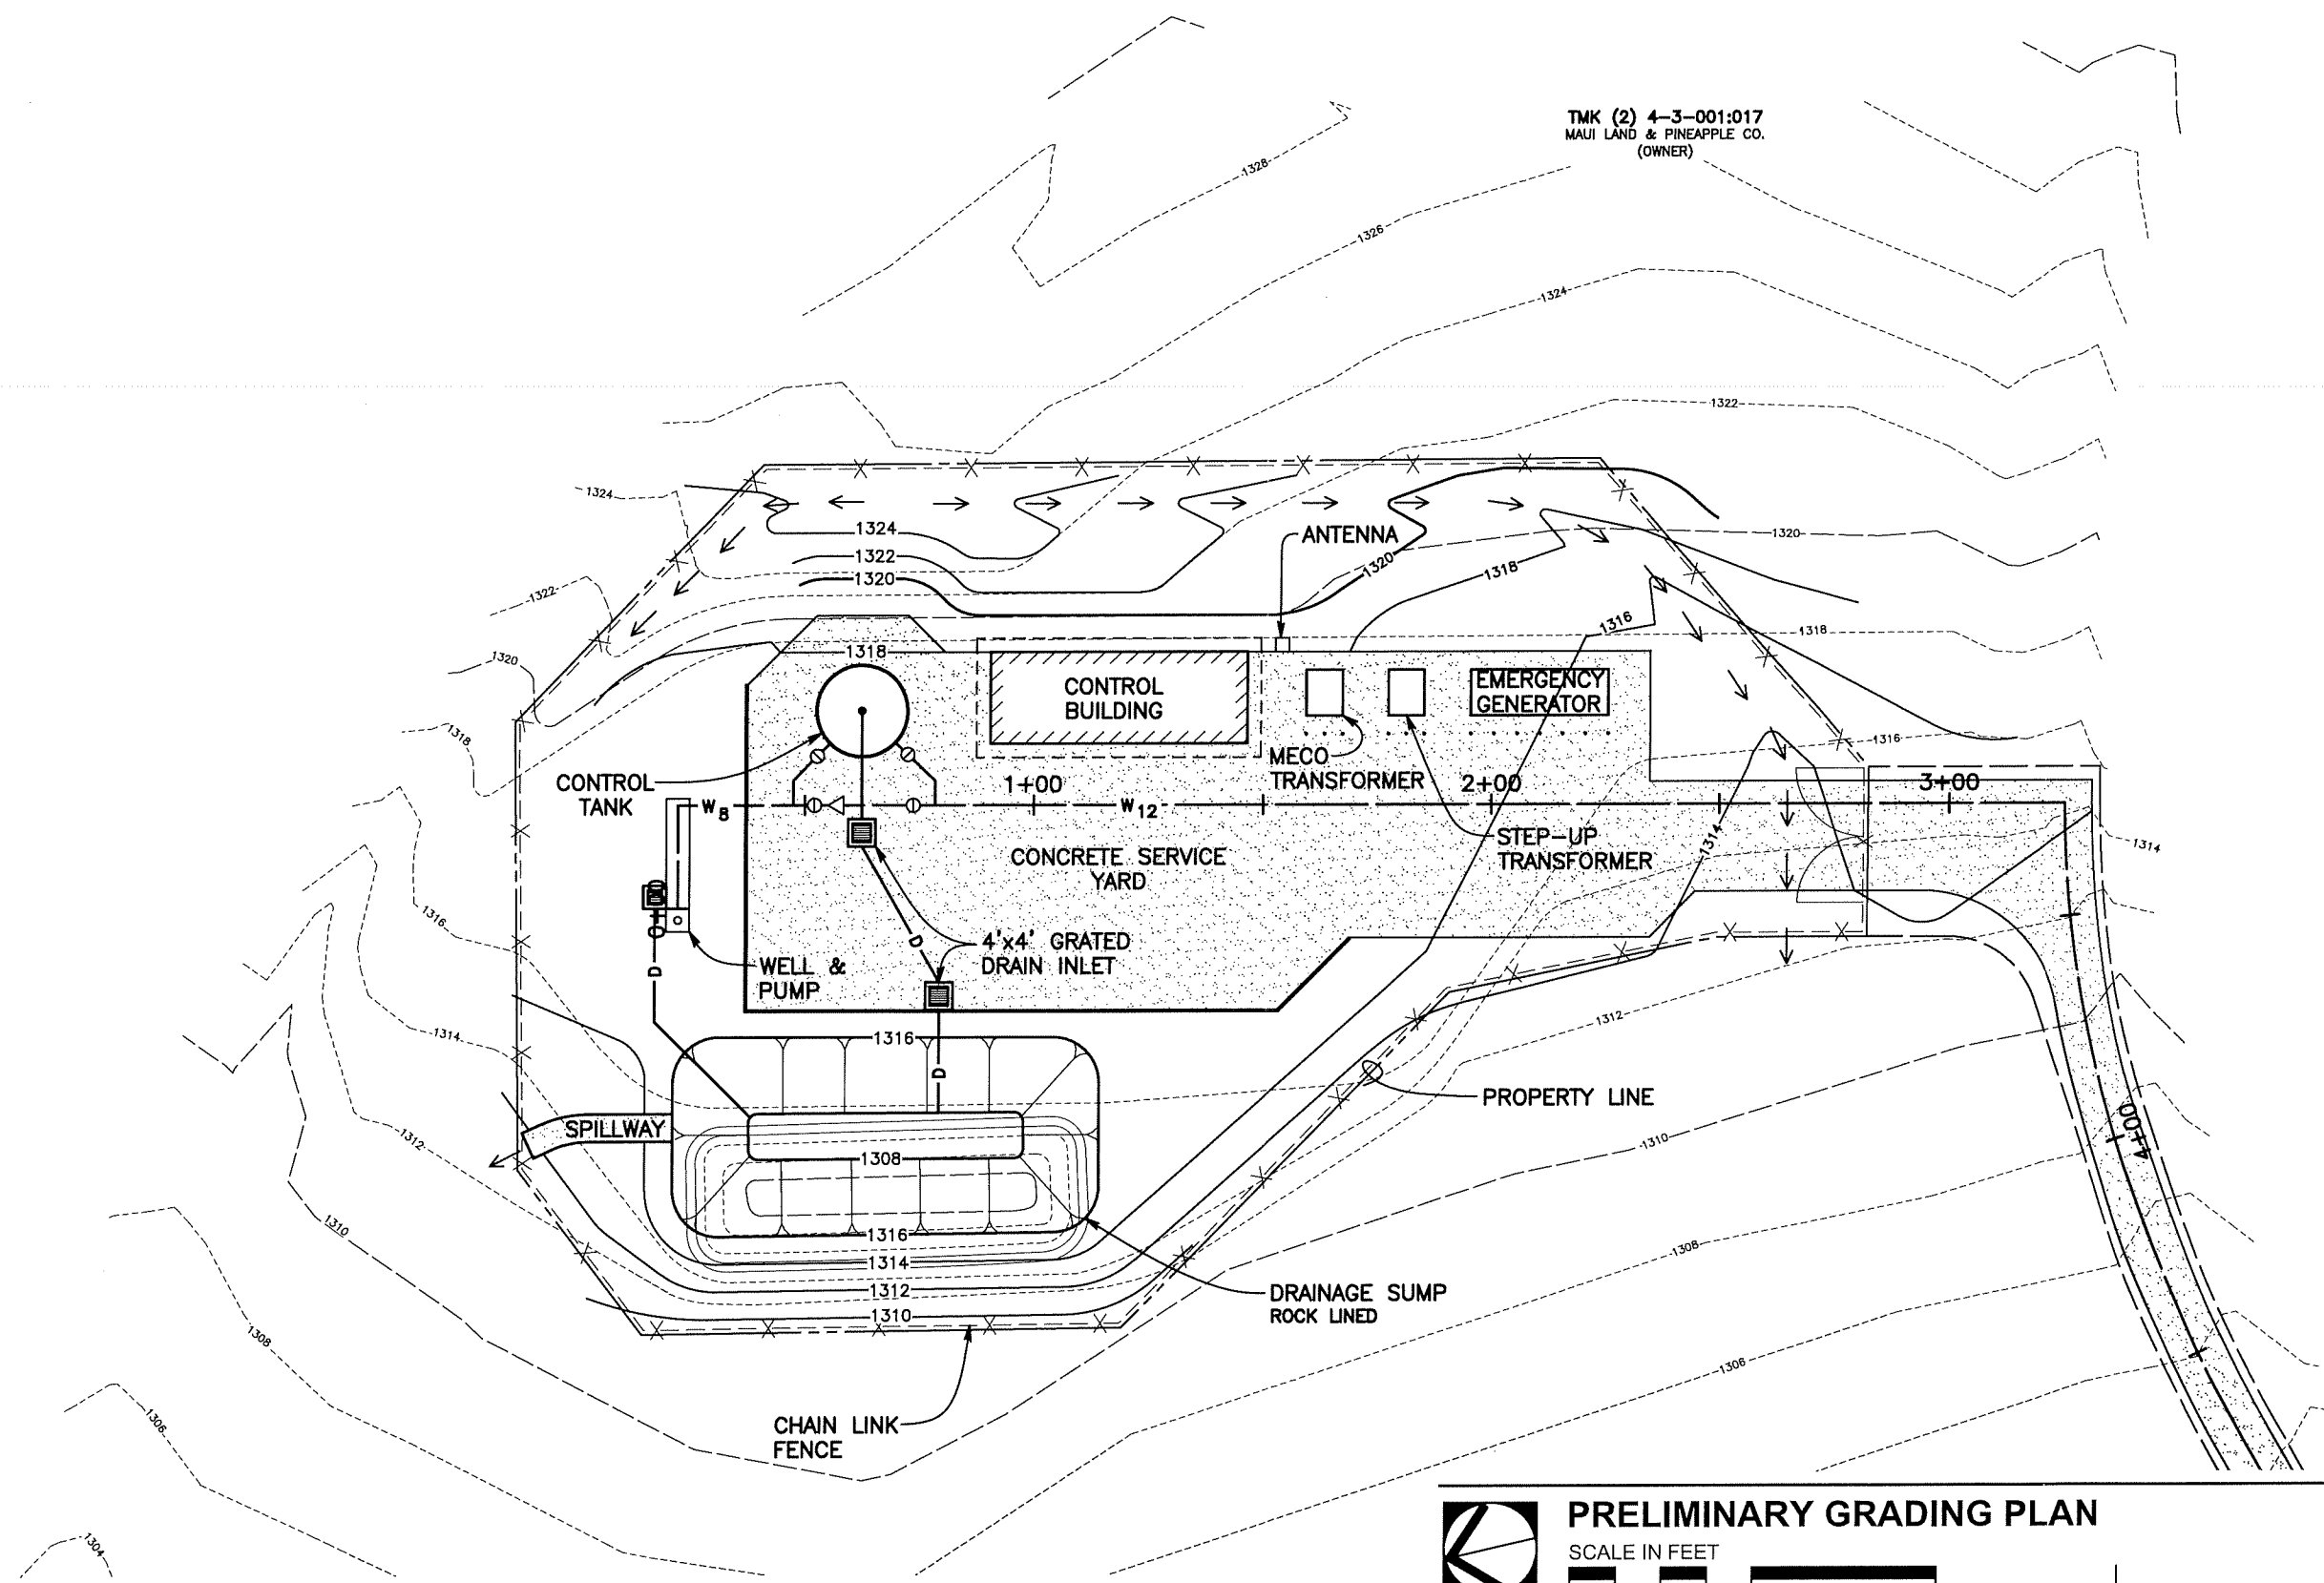 TMK (2) 4-3-001:017
MAUI LAND & PINEAPPLE CO.
(OWNER)
1328
1326
1324
1322
1324
1324
1322
1320
ANTENNA
1320
1320
1318
1322
1316
1318
1320
1318
CONTROL
BUILDING
EMERGENCY
GENERATOR
1318
MECO
TRANSFORMER
1316
CONTROL
TANK
1+00
2+00
3+00
W8
W12
STEP-UP
TRANSFORMER
1314
1314
CONCRETE SERVICE
YARD
1316
D
4'x4' GRATED
DRAIN INLET
WELL &
PUMP
D
1312
1314
1316
D
PROPERTY LINE
4+00
SPILLWAY
1312
1310
1308
1310
1316
1308
1314
1312
DRAINAGE SUMP
ROCK LINED
1310
1308
1306
CHAIN LINK
FENCE
1306
1304
PRELIMINARY GRADING PLAN
SCALE IN FEET